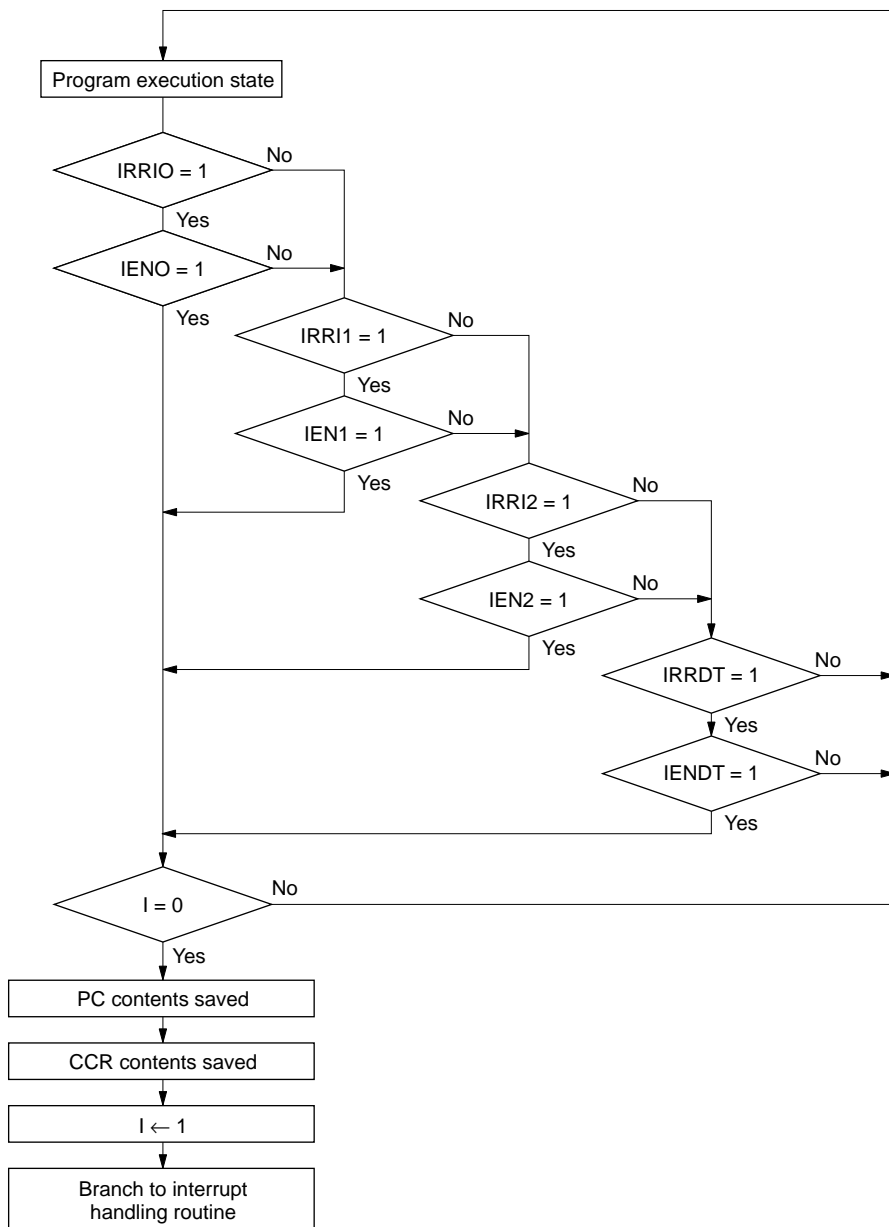 Program execution state
IRRIO = 1
No
Yes
IENO = 1
No
Yes
IRRI1 = 1
No
Yes
IEN1 = 1
No
Yes
IRRI2 = 1
No
Yes
IEN2 = 1
No
Yes
IRRDT = 1
No
Yes
IENDT = 1
No
Yes
I = 0
No
Yes
PC contents saved
CCR contents saved
I ← 1
Branch to interrupt
handling routine